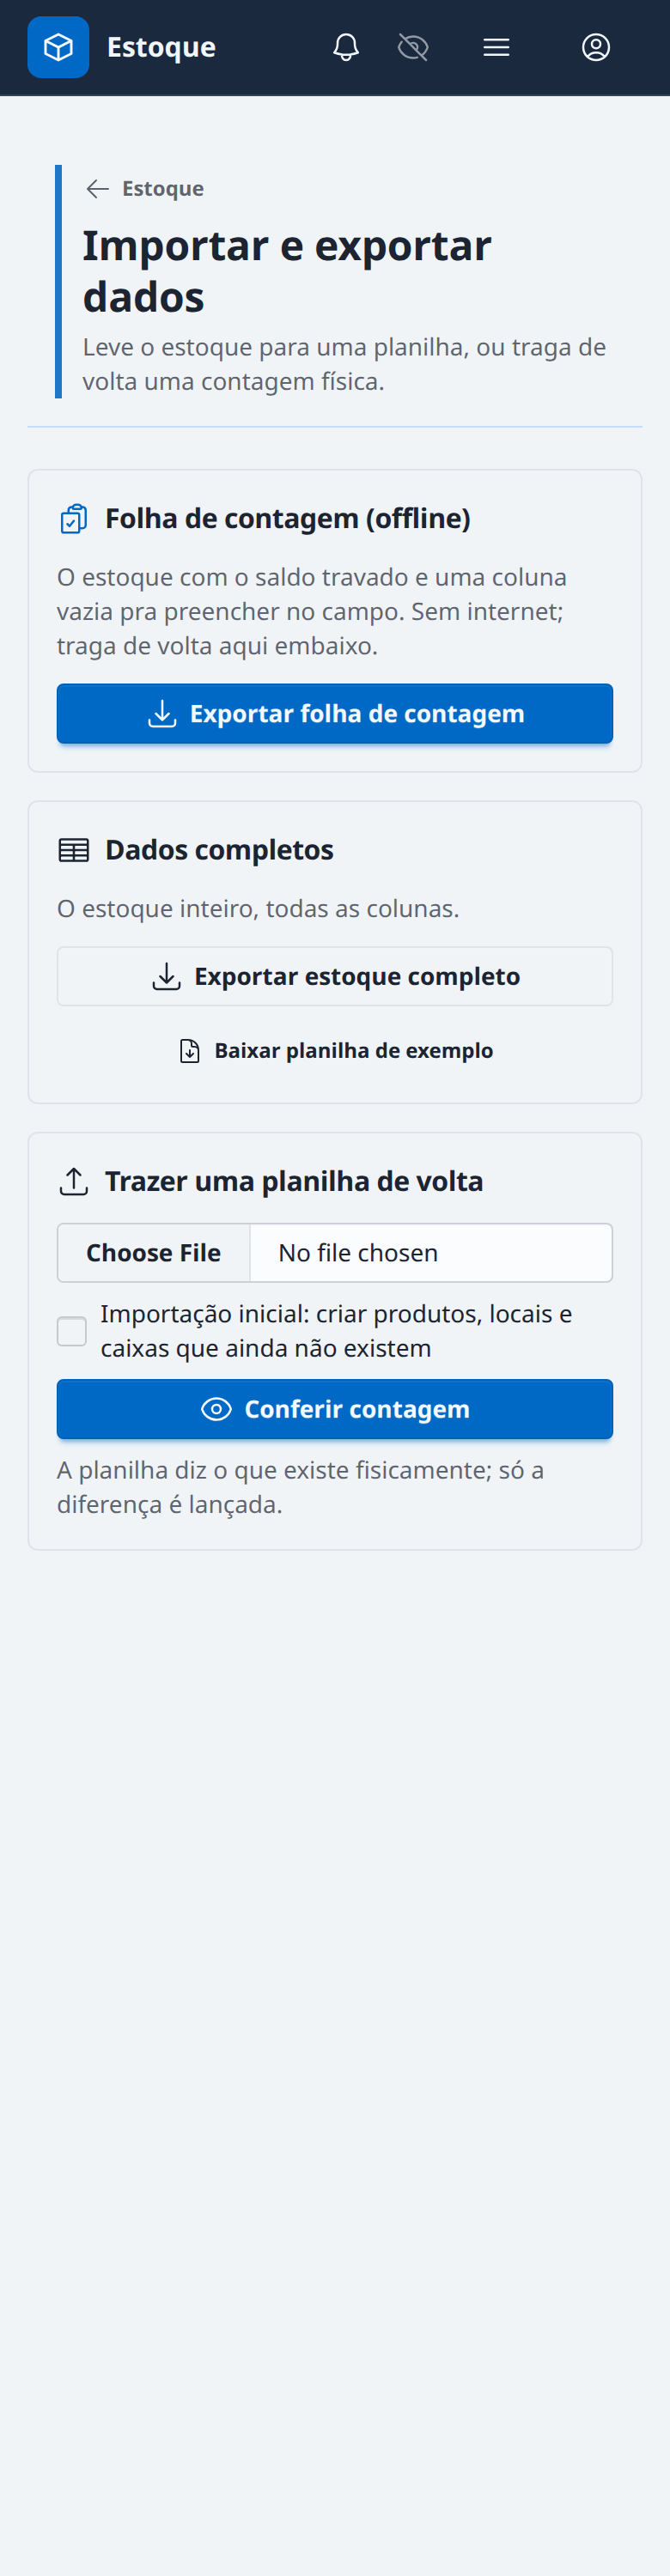 Estoque
Estoque
Importar e exportar
dados
Leve o estoque para uma planilha, ou traga de
volta uma contagem física.
Folha de contagem (offline)
O estoque com o saldo travado e uma coluna
vazia pra preencher no campo. Sem internet;
traga de volta aqui embaixo.
Exportar folha de contagem
Dados completos
O estoque inteiro, todas as colunas.
Exportar estoque completo
Baixar planilha de exemplo
Trazer uma planilha de volta
Choose File No file chosen
Importação inicial: criar produtos, locais e
caixas que ainda não existem
Conferir contagem
A planilha diz o que existe fisicamente; só a
diferença é lançada.